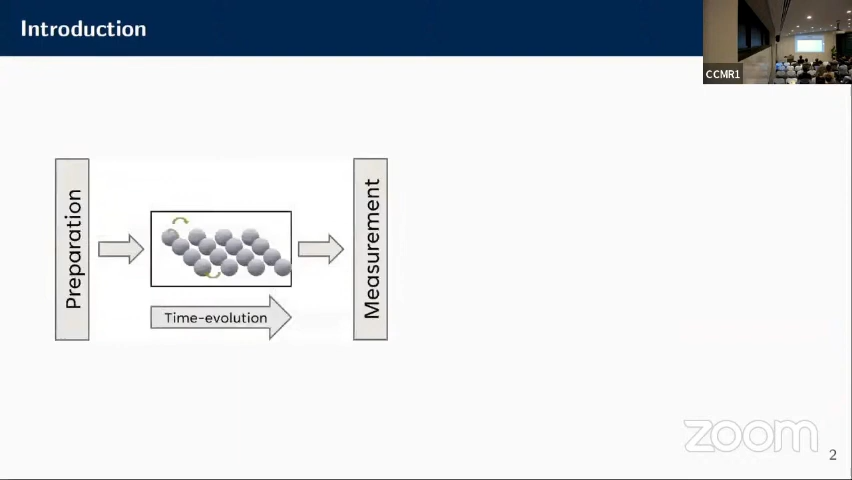 Introduction
CCMR1
Preparation
Time-evolution
Measurement
zoom
2